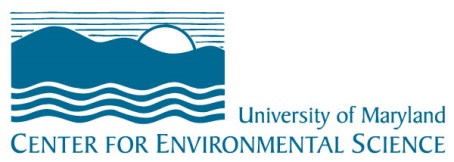 University of Maryland
CENTER FOR ENVIRONMENTAL SCIENCE